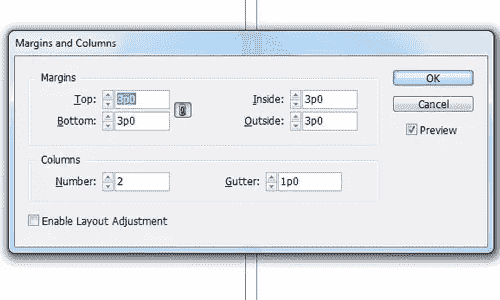 Margins and Columns
Margins
Top: 3p0 Inside: 3p0
Bottom: 3p0 Outside: 3p0
OK
Cancel
Preview
Columns
Number: 2 Gutter: 1p0
Enable Layout Adjustment